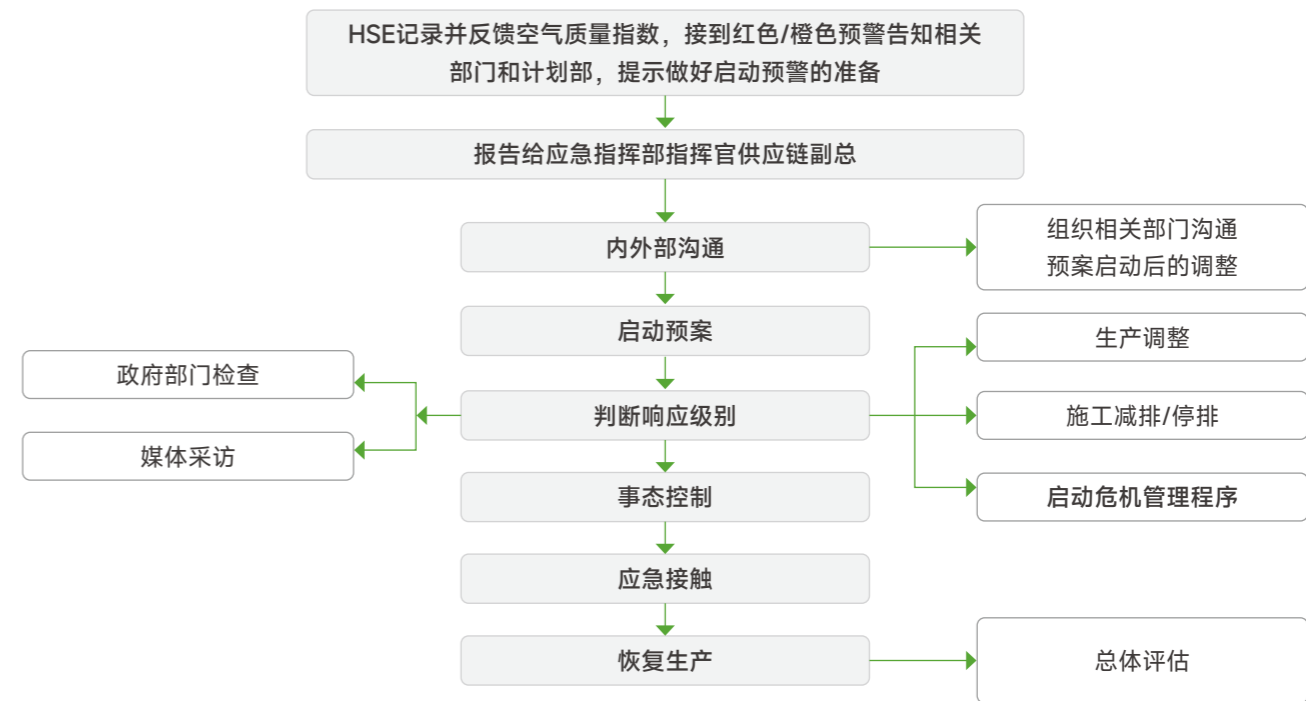 HSE记录并反馈空气质量指数，接到红色/橙色预警告知相关
部门和计划部，提示做好启动预警的准备
报告给应急指挥部指挥官供应链副总
内外部沟通
组织相关部门沟通
预案启动后的调整
启动预案
生产调整
政府部门检查
判断响应级别
施工减排/停排
媒体采访
事态控制
启动危机管理程序
应急接触
恢复生产
总体评估